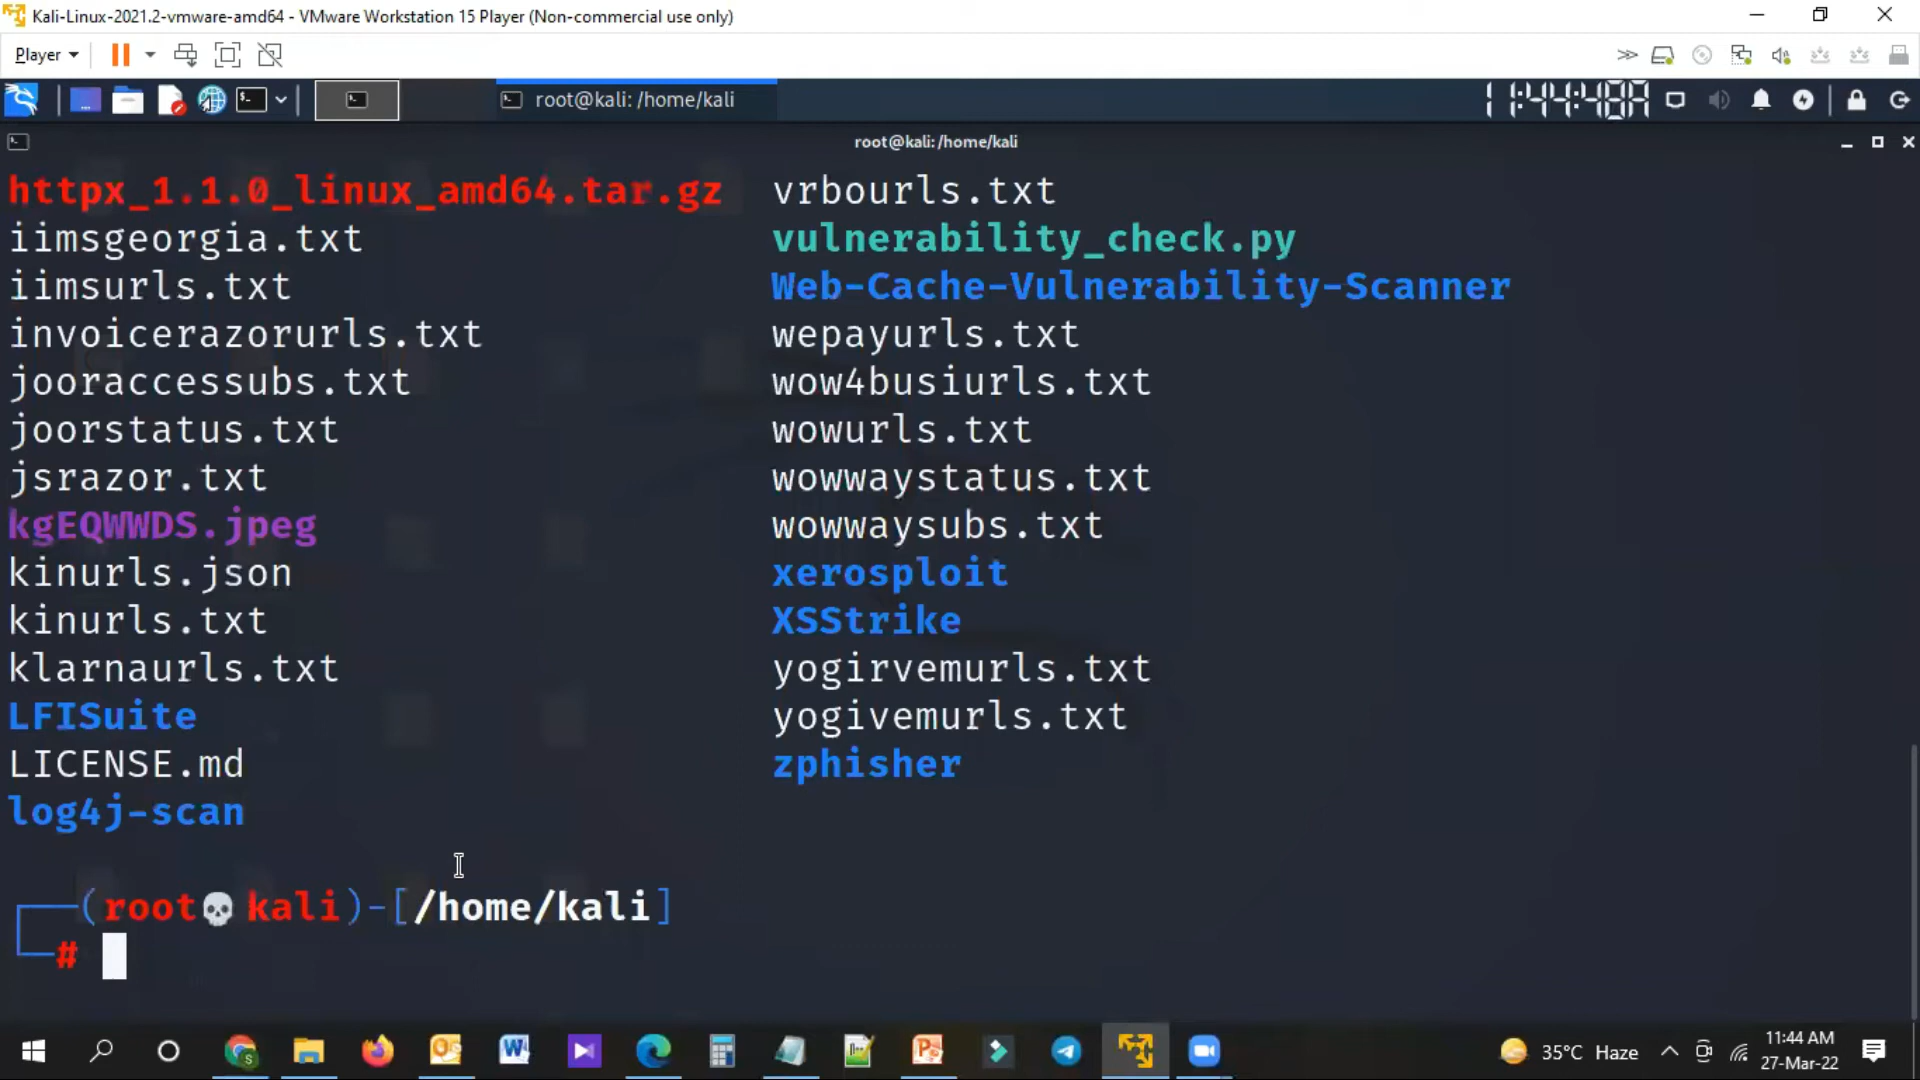 Kali-Linux-2021.2-vmware-amd64 - VMware Workstation 15 Player (Non-commercial use only)
Player
root@kali: /home/kali
root@kali: /home/kali
httpx_1.1.0_linux_amd64.tar.gz vrbourls.txt
iimsgeorgia.txt vulnerability_check.py
iimsurls.txt Web-Cache-Vulnerability-Scanner
invoicerazorurls.txt wepayurls.txt
jooraccessubs.txt wow4busiurls.txt
joorstatus.txt wowurls.txt
jsrazor.txt wowwaystatus.txt
kgEQWWDS.jpeg wowwaysubs.txt
kinurls.json xerosploit
kinurls.txt XSStrike
klarnaurls.txt yogirvemurls.txt
LFISuite yogivemurls.txt
LICENSE.md zphisher
log4j-scan
(root💀kali)-[/home/kali]
#
35°C Haze
11:44 AM
27-Mar-22